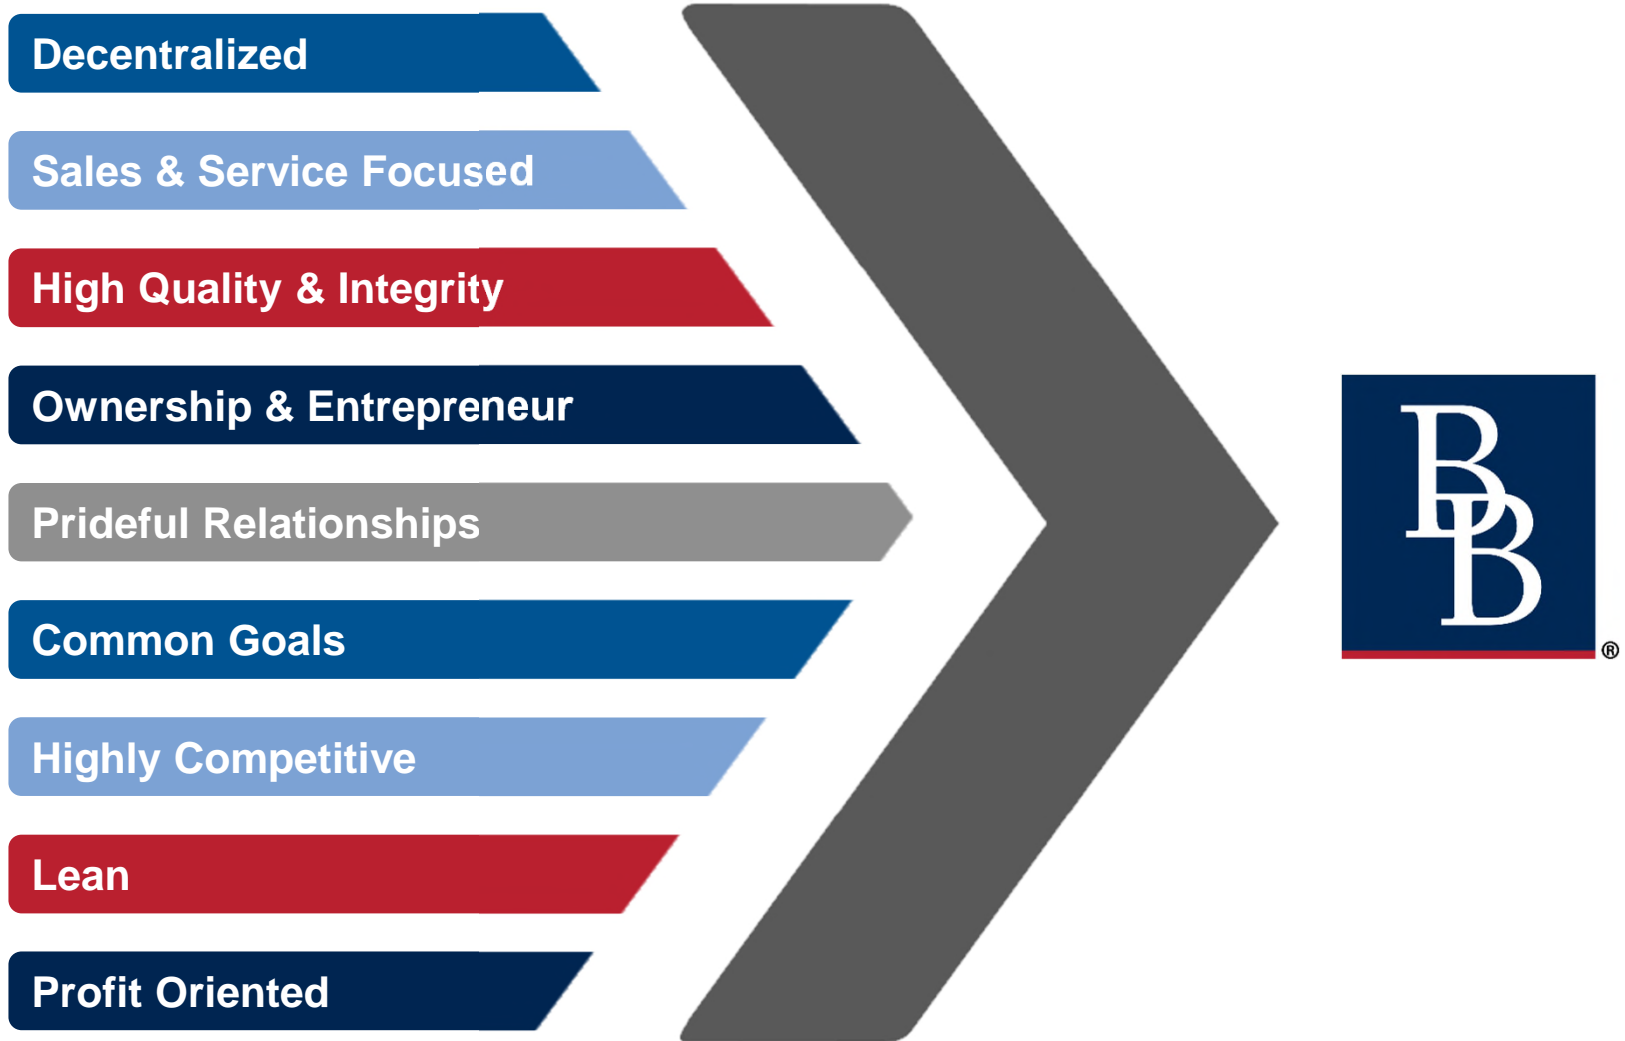 Decentralized
Sales & Service Focused
High Quality & Integrity
Ownership & Entrepreneur
Prideful Relationships
Common Goals
Highly Competitive
Lean
Profit Oriented
BB
®